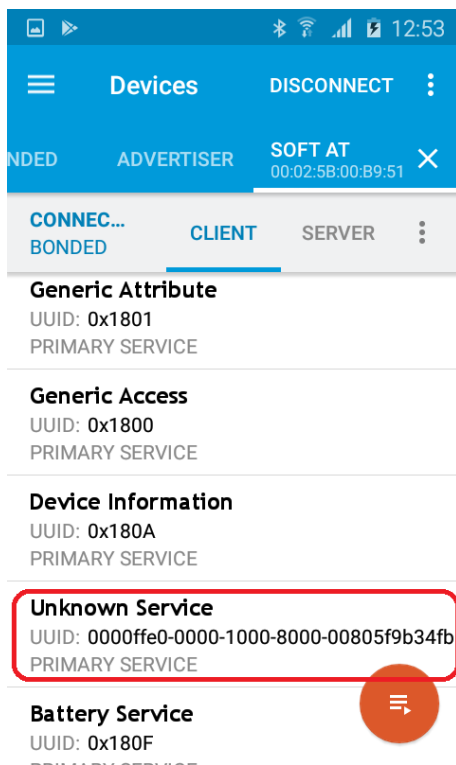 12:53
Devices DISCONNECT
NDED ADVERTISER SOFT AT
00:02:5B:00:B9:51
CONNEC... CLIENT SERVER
BONDED
Generic Attribute
UUID: 0x1801
PRIMARY SERVICE
Generic Access
UUID: 0x1800
PRIMARY SERVICE
Device Information
UUID: 0x180A
PRIMARY SERVICE
Unknown Service
UUID: 0000ffe0-0000-1000-8000-00805f9b34fb
PRIMARY SERVICE
Battery Service
UUID: 0x180F
PRIMARY SERVICE